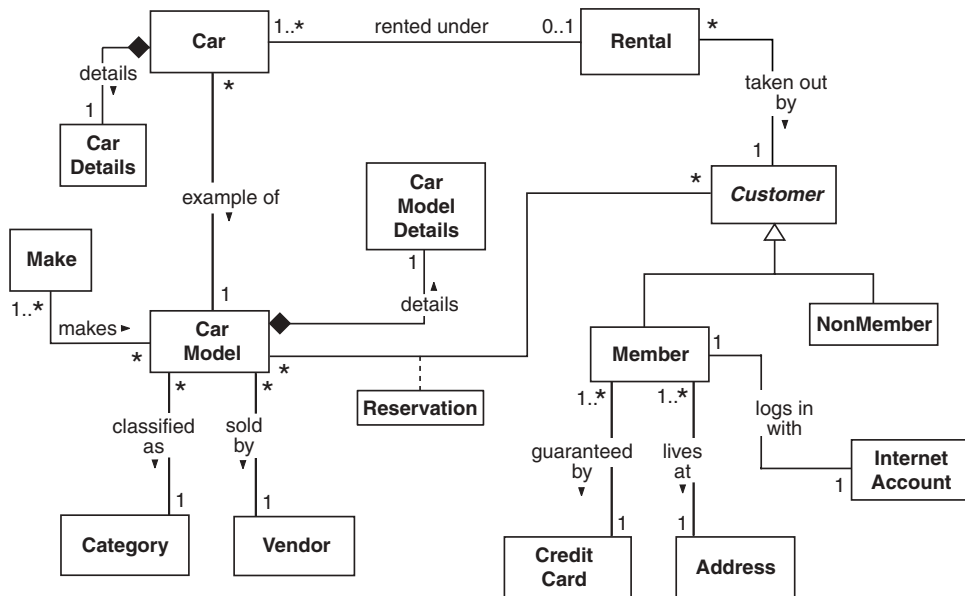 Car
1..*
rented under
0..1
Rental
*
details
*
taken out
by
1
Car
Details
1
Car
Model
Details
*
Customer
example of
Make
1
1..*
1
details
NonMember
makes
Car
Model
Member
1
*
*
*
*
Reservation
1..*
1..*
logs in
with
classified
as
sold
by
guaranteed
by
lives
at
Internet
Account
1
1
1
1
1
Category
Vendor
Credit
Card
Address